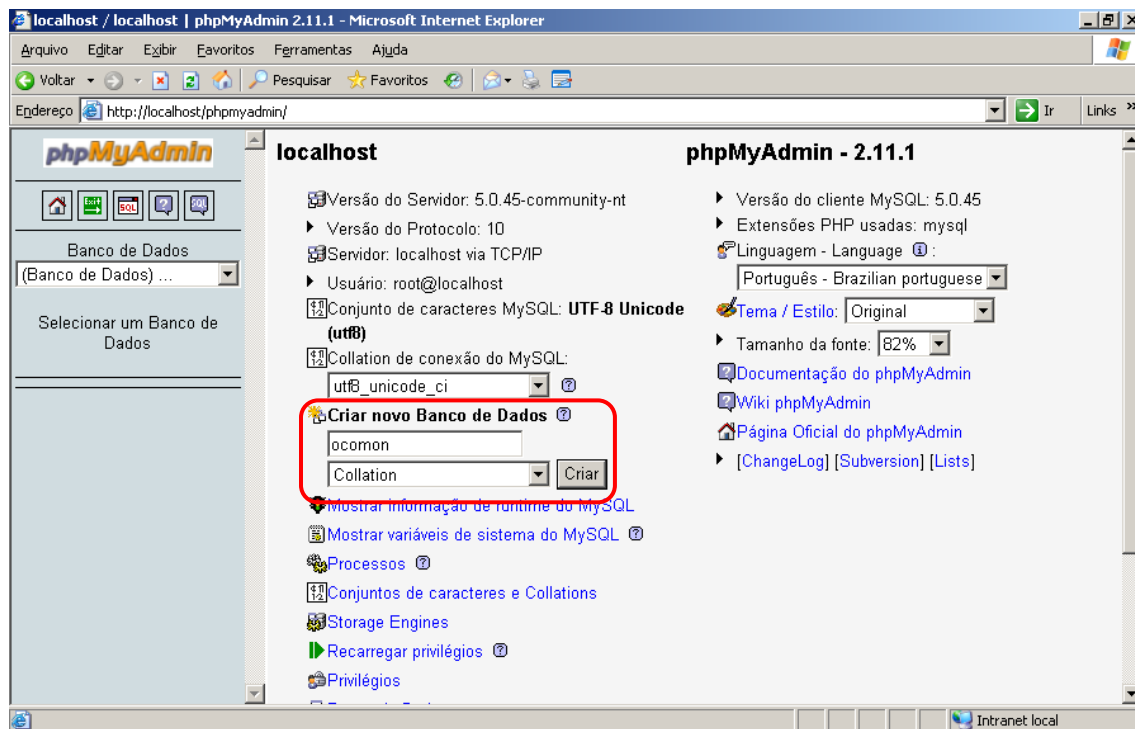 localhost / localhost | phpMyAdmin 2.11.1 - Microsoft Internet Explorer
Arquivo Editar Exibir Favoritos Ferramentas Ajuda
Voltar Pesquisar Favoritos
Endereço http://localhost/phpmyadmin/ Ir Links »
phpMyAdmin
Exit SQL SQL
Banco de Dados
(Banco de Dados) ...
Selecionar um Banco de
Dados
localhost
Versão do Servidor: 5.0.45-community-nt
Versão do Protocolo: 10
Servidor: localhost via TCP/IP
Usuário: root@localhost
Conjunto de caracteres MySQL: UTF-8 Unicode
(utf8)
Collation de conexão do MySQL:
utf8_unicode_ci
Criar novo Banco de Dados
ocomon
Collation Criar
Mostrar informação de runtime do MySQL
Mostrar variáveis de sistema do MySQL
Processos
Conjuntos de caracteres e Collations
Storage Engines
Recarregar privilégios
Privilégios
phpMyAdmin - 2.11.1
Versão do cliente MySQL: 5.0.45
Extensões PHP usadas: mysql
Linguagem - Language :
Português - Brazilian portuguese
Tema / Estilo: Original
Tamanho da fonte: 82%
Documentação do phpMyAdmin
Wiki phpMyAdmin
Página Oficial do phpMyAdmin
[ChangeLog] [Subversion] [Lists]
Intranet local